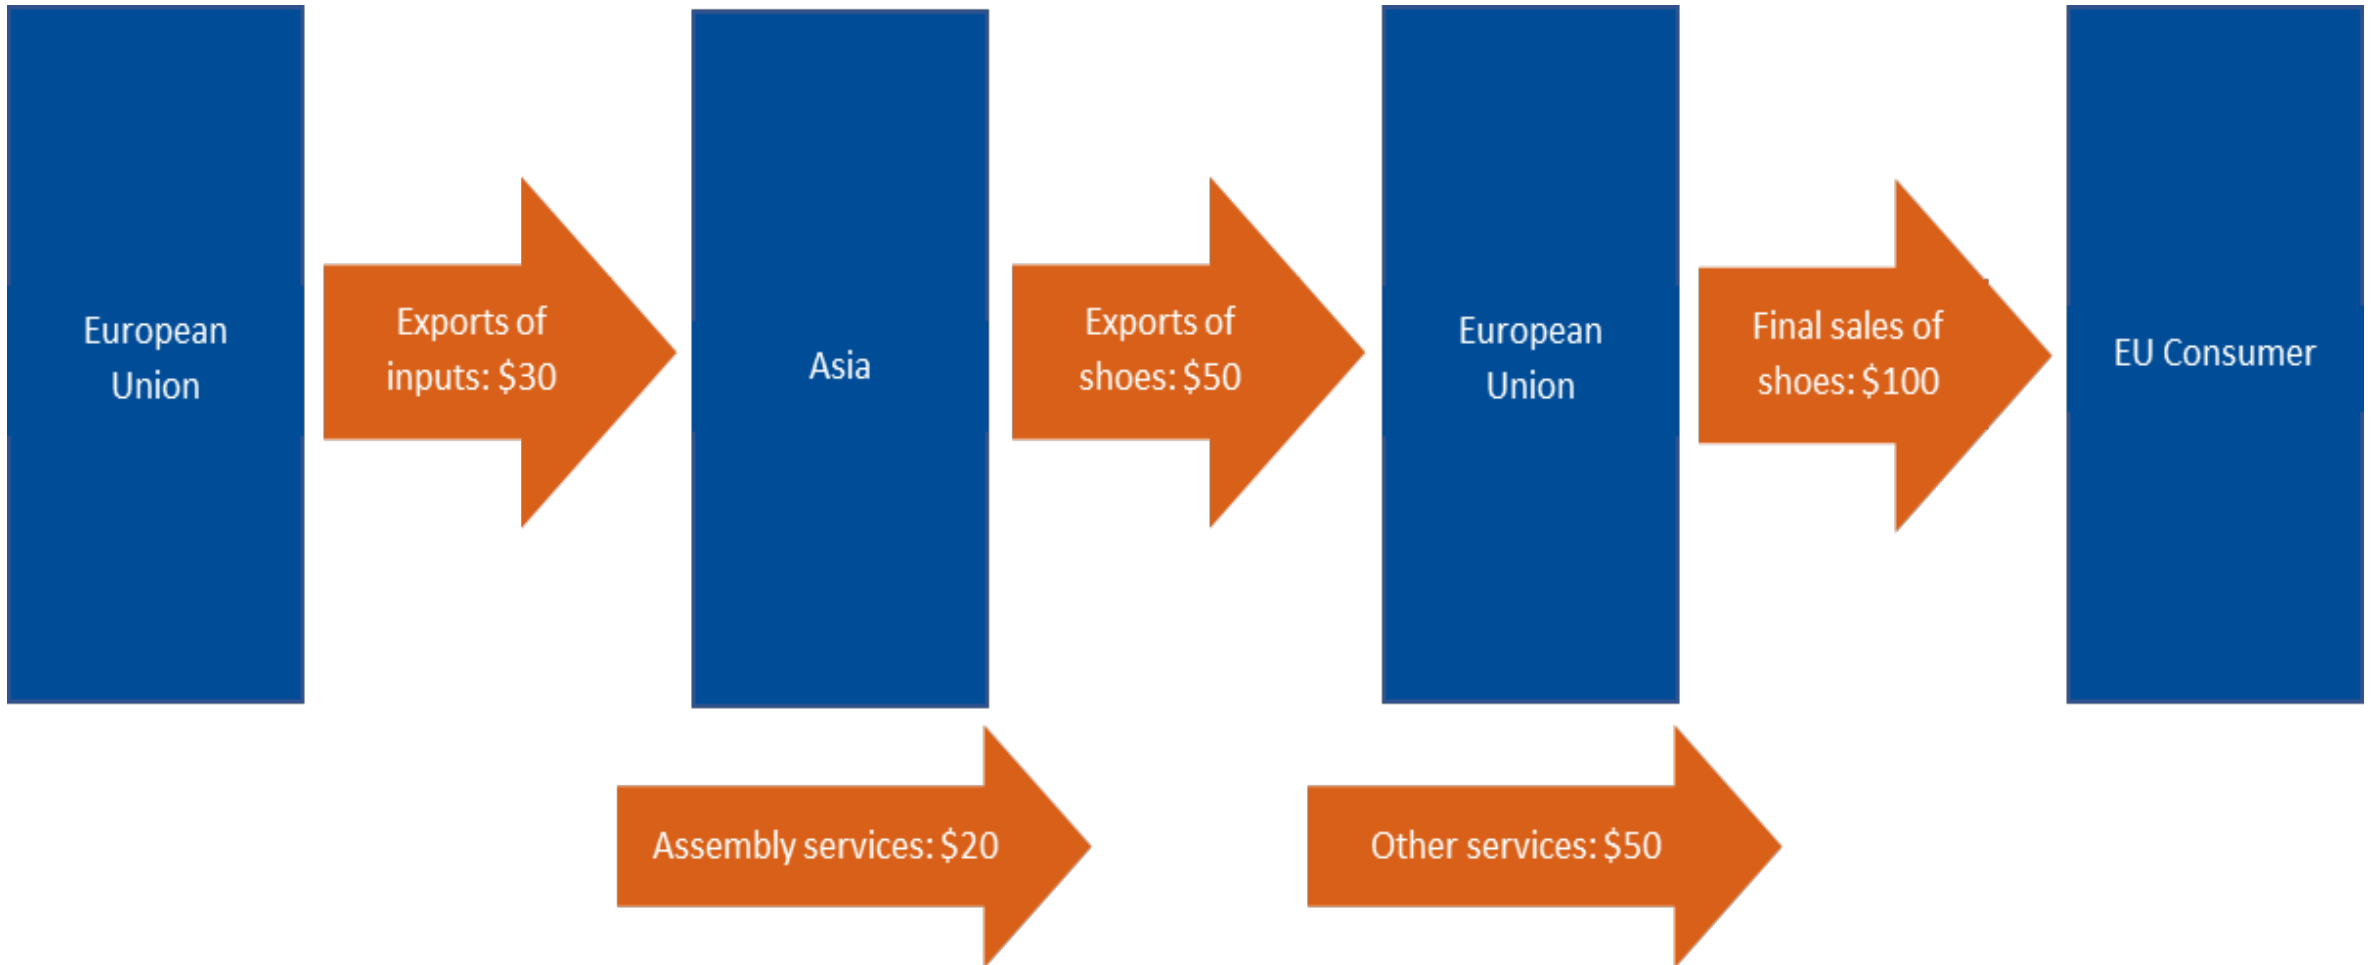 European
Union
Exports of
inputs: $30
Asia
Exports of
shoes: $50
European
Union
Final sales of
shoes: $100
EU Consumer
Assembly services: $20
Other services: $50